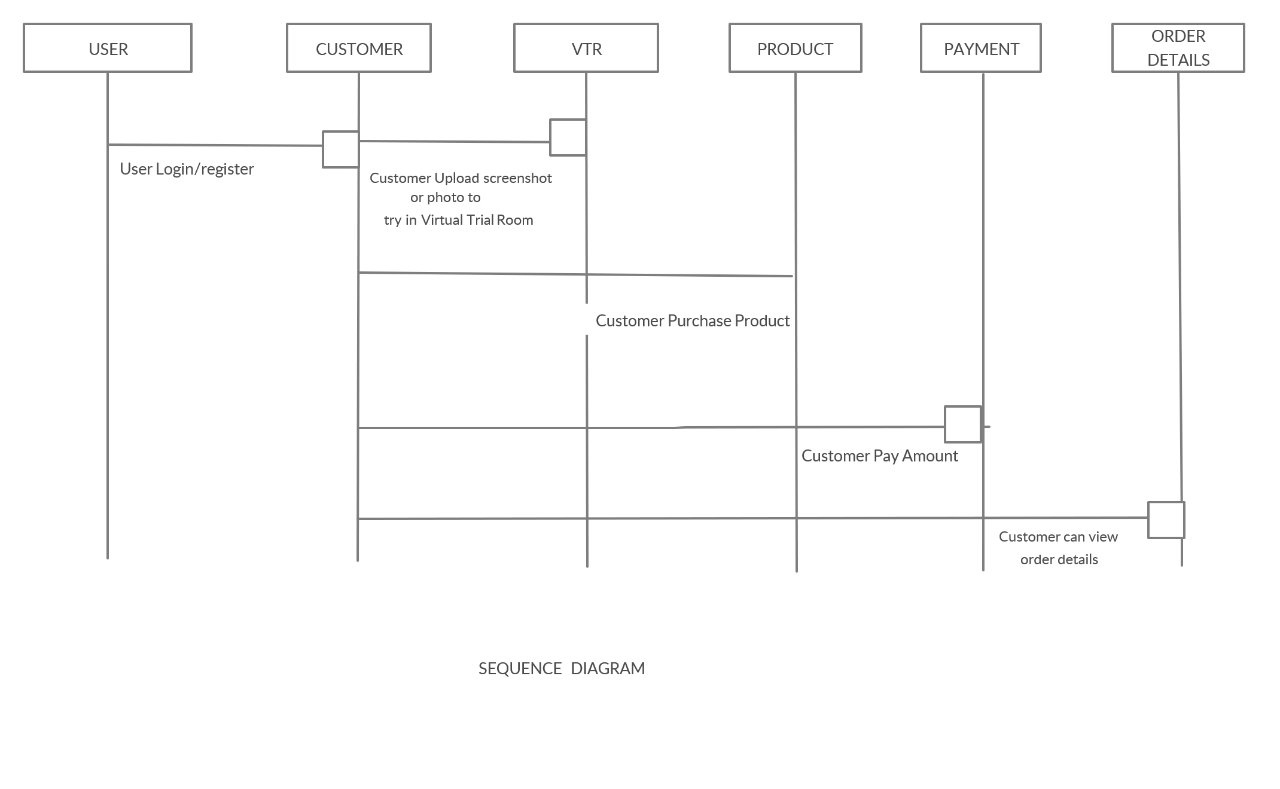 USER
CUSTOMER
VTR
PRODUCT
PAYMENT
ORDER
DETAILS
User Login/register
Customer Upload screenshot
or photo to
try in Virtual Trial Room
Customer Purchase Product
Customer Pay Amount
Customer can view
order details
SEQUENCE DIAGRAM